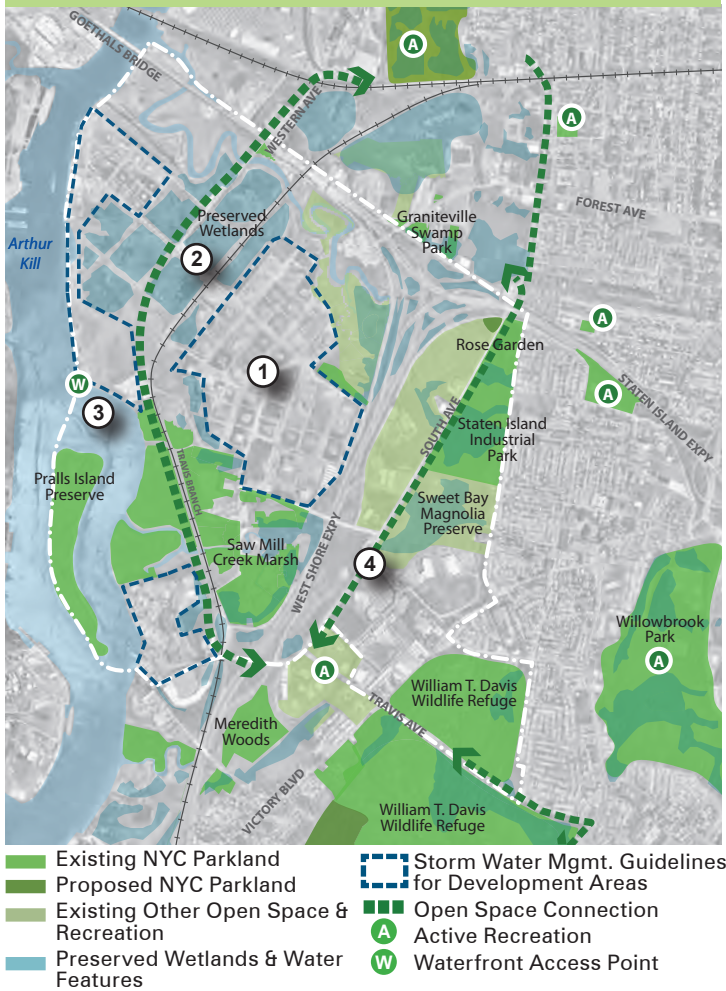 GOETHALS BRIDGE
A
WESTERN AVE
A
FOREST AVE
Preserved
Wetlands
Graniteville
Swamp
Park
Arthur
Kill
2
A
Rose Garden
1
W
3
A
STATEN ISLAND EXPY
SOUTH AVE
Staten Island
Industrial
Park
TRAVIS BRANCH
Pralls Island
Preserve
Sweet Bay
Magnolia
Preserve
WEST SHORE EXPY
Saw Mill
Creek Marsh
4
Willowbrook
Park
A
A
William T. Davis
Wildlife Refuge
TRAVIS AVE
Meredith
Woods
VICTORY BLVD
William T. Davis
Wildlife Refuge
Existing NYC Parkland
Proposed NYC Parkland
Existing Other Open Space &
Recreation
Preserved Wetlands & Water
Features
Storm Water Mgmt. Guidelines
for Development Areas
Open Space Connection
A Active Recreation
W Waterfront Access Point